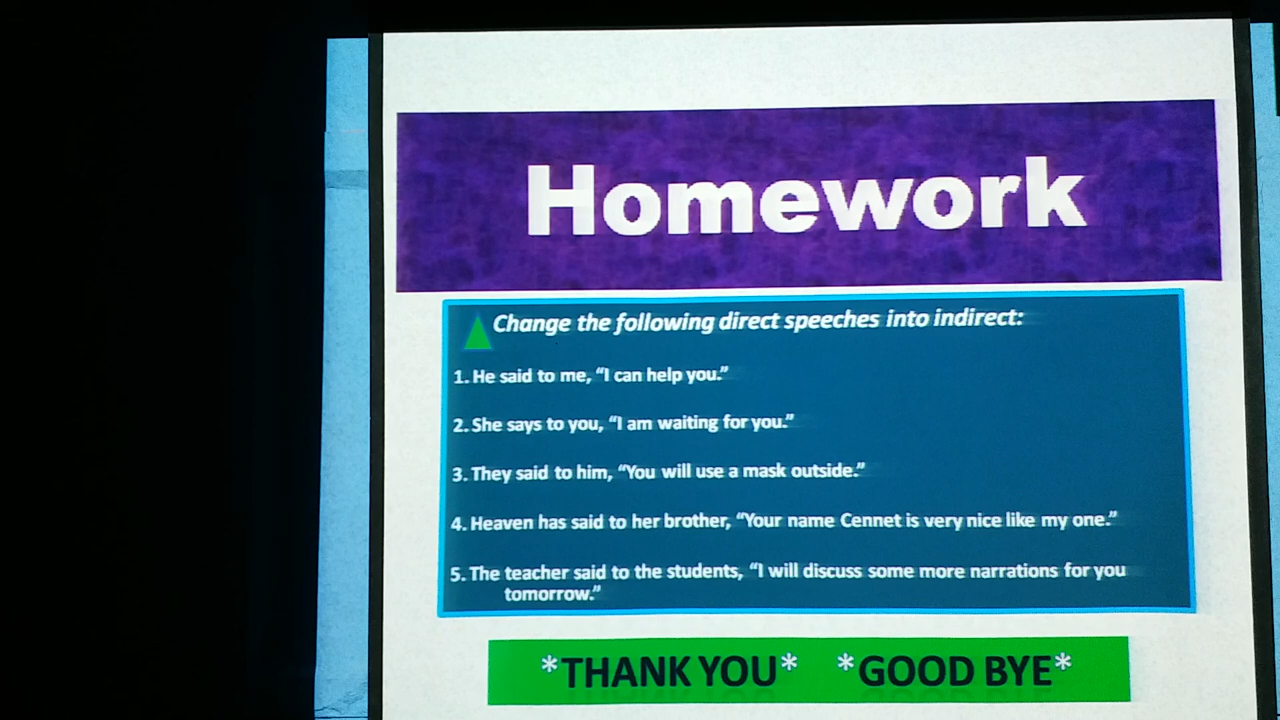 Homework
Change the following direct speeches into indirect:
1. He said to me, “I can help you.”
2. She says to you, “I am waiting for you.”
3. They said to him, “You will use a mask outside.”
4. Heaven has said to her brother, “Your name Cennet is very nice like my one.”
5. The teacher said to the students, “I will discuss some more narrations for you
tomorrow.”
*THANK YOU* *GOOD BYE*